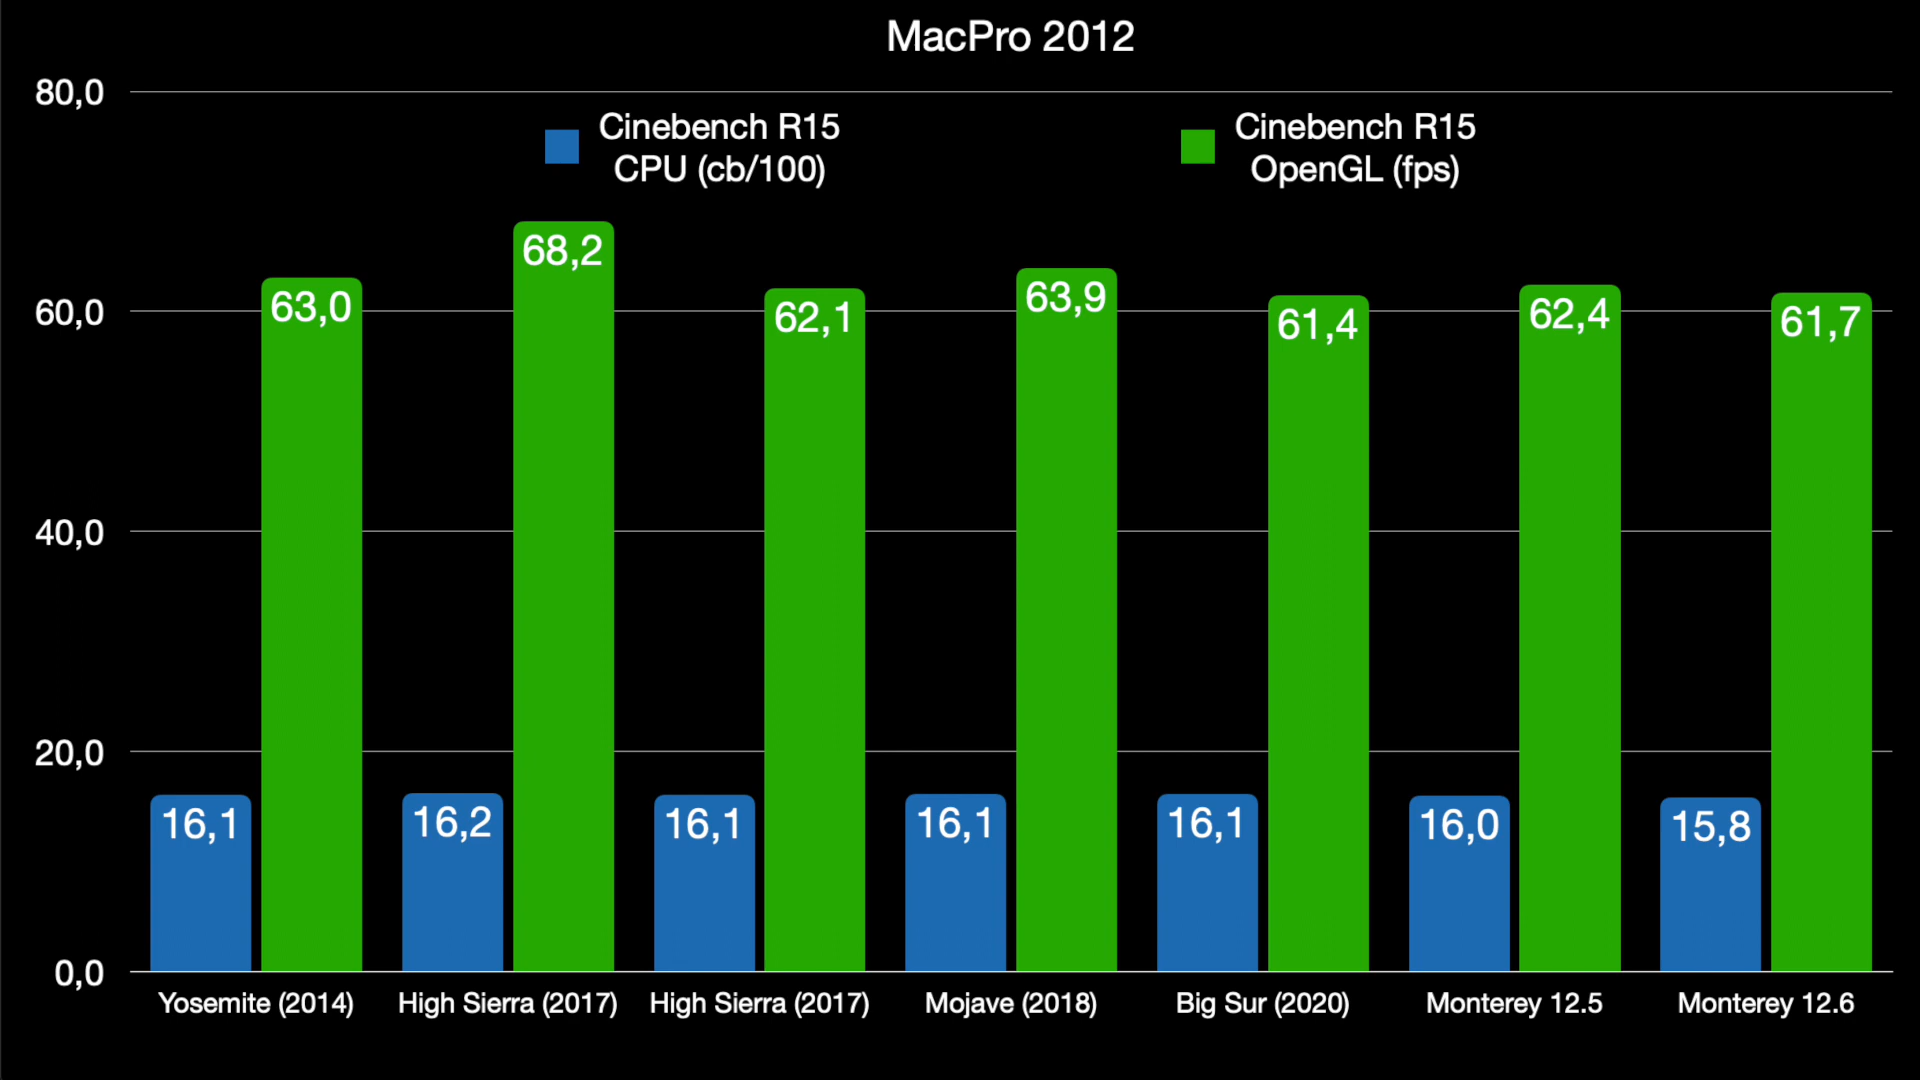 MacPro 2012
80,0
Cinebench R15
CPU (cb/100)
Cinebench R15
OpenGL (fps)
60,0
40,0
20,0
0,0
63,0
68,2
62,1
63,9
61,4
62,4
61,7
16,1
16,2
16,1
16,1
16,1
16,0
15,8
Yosemite (2014)
High Sierra (2017)
High Sierra (2017)
Mojave (2018)
Big Sur (2020)
Monterey 12.5
Monterey 12.6